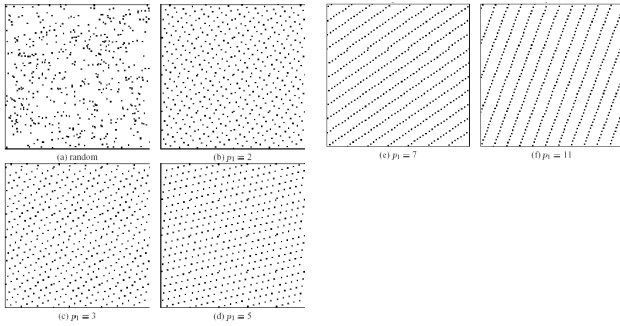 (a) random
(b) p₁ = 2
(e) p₁ = 7
(f) p₁ = 11
(c) p₁ = 3
(d) p₁ = 5